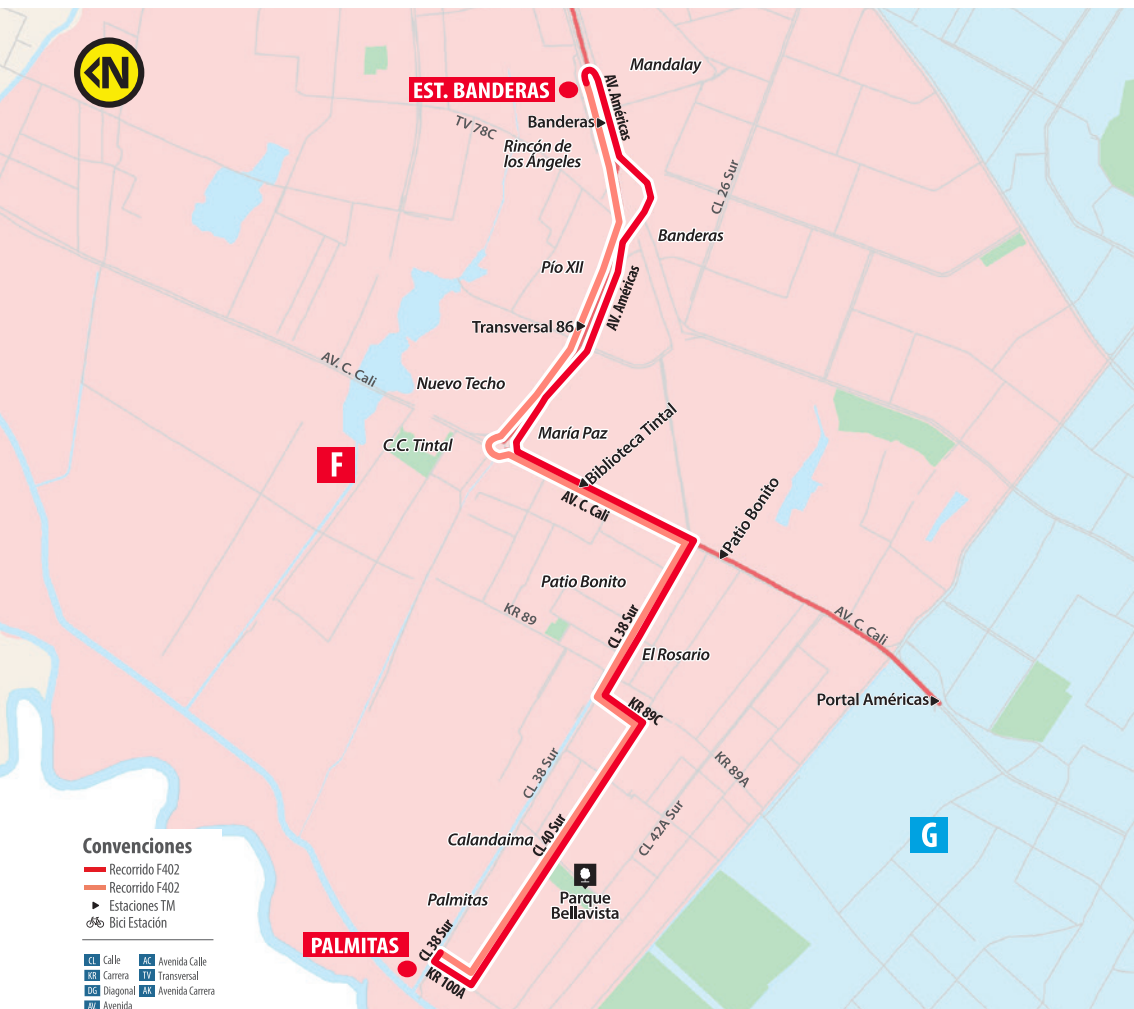 N
Mandalay
EST. BANDERAS
AV. Américas
Banderas
TV 78C
Rincón de
los Ángeles
CL 26 Sur
Banderas
Pío XII
AV. Américas
Transversal 86
AV. C. Cali
Nuevo Techo
María Paz
C.C. Tintal
Biblioteca Tintal
F
AV. C. Cali
Patio Bonito
Patio Bonito
KR 89
CL 38 Sur
AV. C. Cali
El Rosario
Portal Américas
KR 89C
KR 89A
CL 38 Sur
CL 40 Sur
CL 42A Sur
G
Calandaima
Parque
Bellavista
Palmitas
PALMITAS
CL 38 Sur
KR 100A
Convenciones
Recorrido F402
Recorrido F402
Estaciones TM
Bici Estación
CL Calle
AC Avenida Calle
KR Carrera
TV Transversal
DG Diagonal
AK Avenida Carrera
AV Avenida